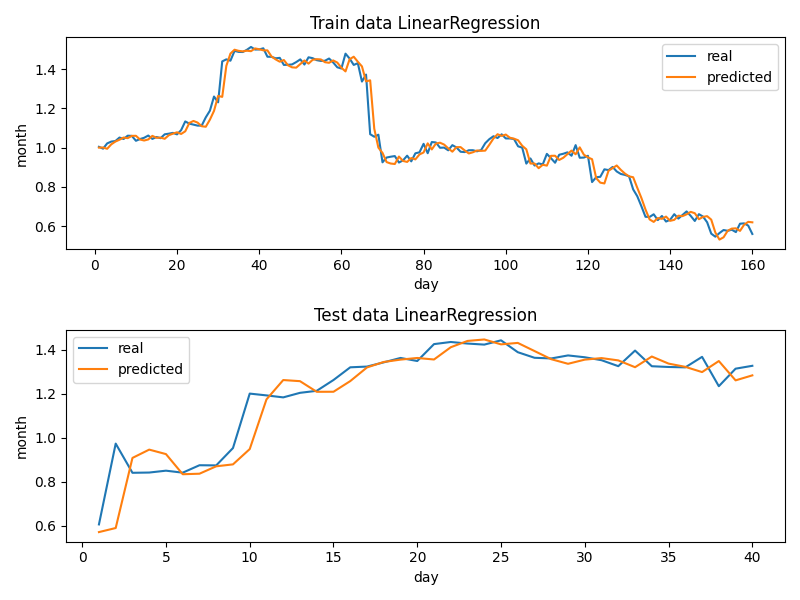 Train data LinearRegression
real
predicted
month
1.4
1.2
1.0
0.8
0.6
0 20 40 60 80 100 120 140 160
day
Test data LinearRegression
real
predicted
month
1.4
1.2
1.0
0.8
0.6
0 5 10 15 20 25 30 35 40
day